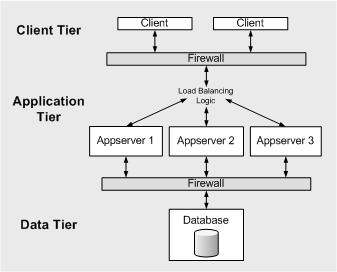 Client Tier
Client
Client
Firewall
Load Balancing
Logic
Application
Tier
Appserver 1
Appserver 2
Appserver 3
Firewall
Data Tier
Database